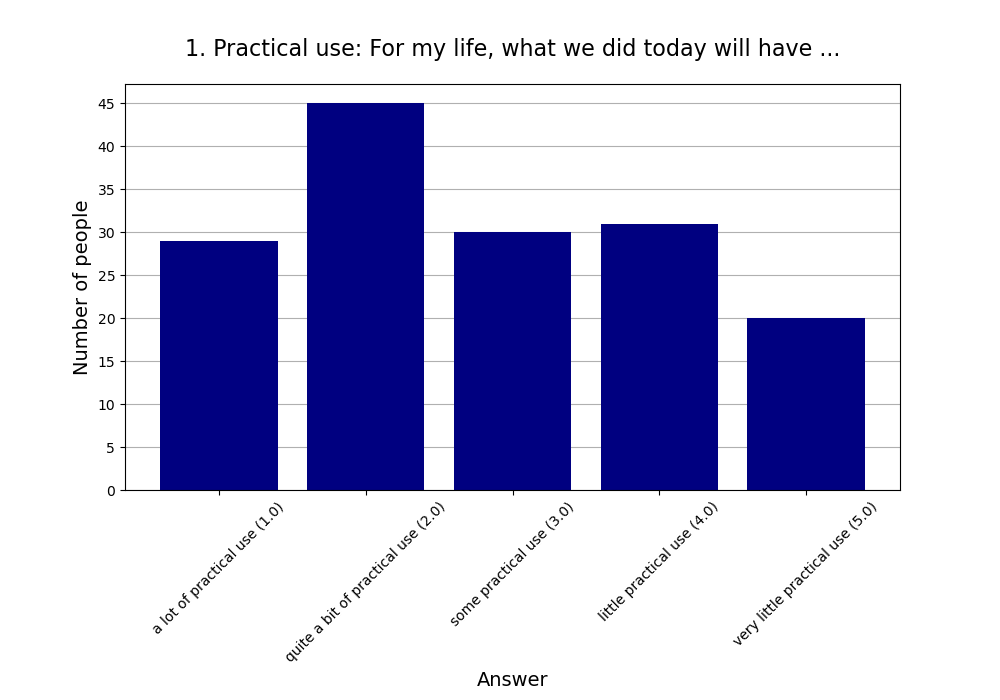 1. Practical use: For my life, what we did today will have ...
Number of people
45
40
35
30
25
20
15
10
5
0
a lot of practical use (1.0)
quite a bit of practical use (2.0)
some practical use (3.0)
little practical use (4.0)
very little practical use (5.0)
Answer